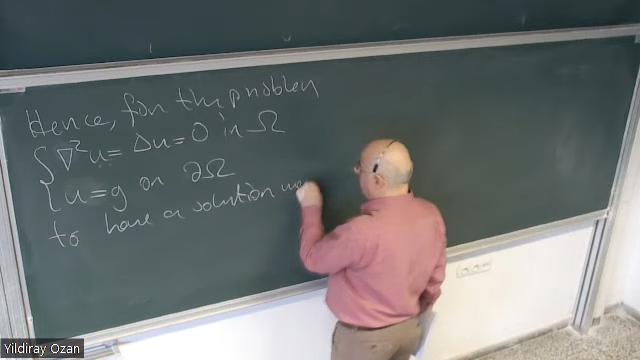 Hence, for the problem
∇²u = Δu = 0 in Ω
u = g on ∂Ω
to have a solution we
Yildiray Ozan